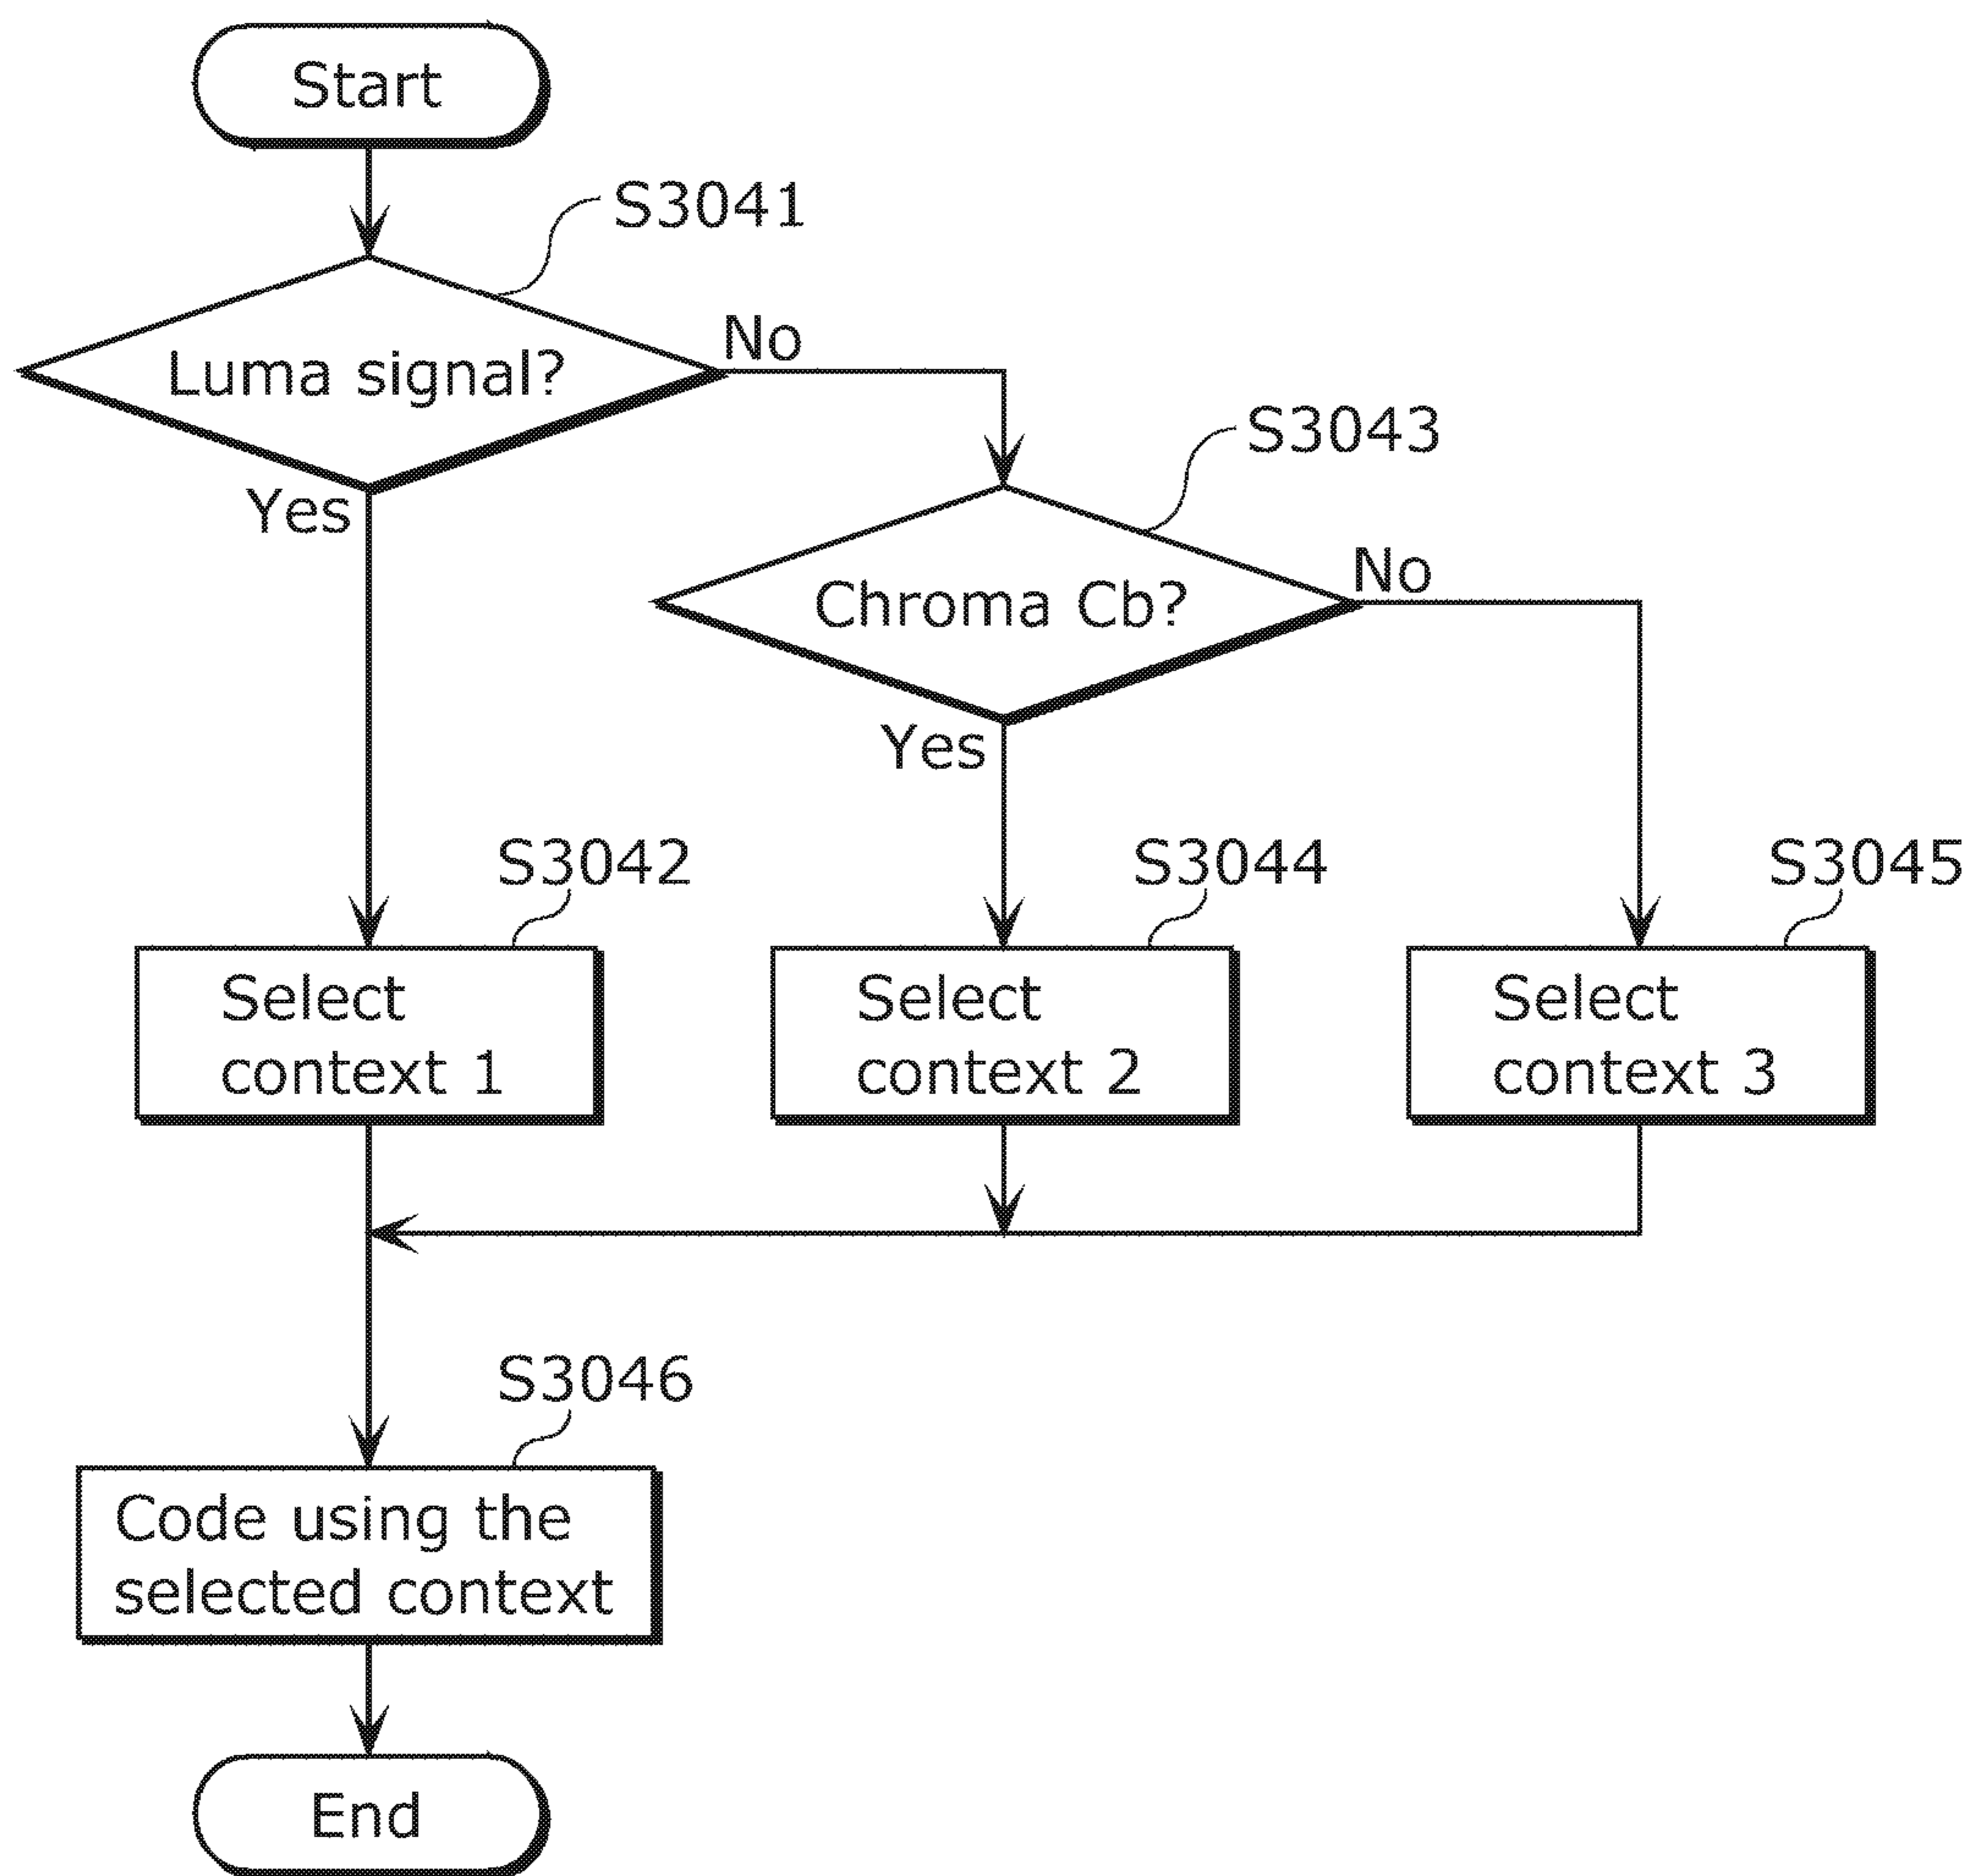 Start
S3041
Luma signal?
No
Yes
S3043
Chroma Cb?
No
Yes
S3042
Select
context 1
S3044
Select
context 2
S3045
Select
context 3
S3046
Code using the
selected context
End